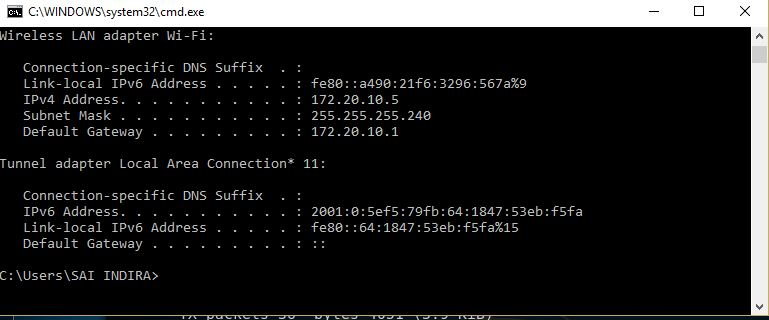 C:\WINDOWS\system32\cmd.exe
Wireless LAN adapter Wi-Fi:
Connection-specific DNS Suffix . :
Link-local IPv6 Address . . . . . : fe80::a490:21f6:3296:567a%9
IPv4 Address. . . . . . . . . . . : 172.20.10.5
Subnet Mask . . . . . . . . . . . : 255.255.255.240
Default Gateway . . . . . . . . . : 172.20.10.1
Tunnel adapter Local Area Connection* 11:
Connection-specific DNS Suffix . :
IPv6 Address. . . . . . . . . . . : 2001:0:5ef5:79fb:64:1847:53eb:f5fa
Link-local IPv6 Address . . . . . : fe80::64:1847:53eb:f5fa%15
Default Gateway . . . . . . . . . : ::
C:\Users\SAI INDIRA>
packets bytes